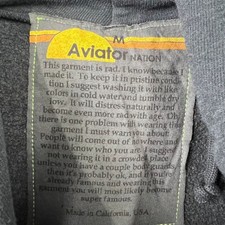 M
Aviator NATION
This garment is rad. I know because I
made it. To keep it in pristine condi
tion I suggest washing it with like
colors in cold water and tumble dry
low. It will distress naturally and
become even more rad with age. Oh,
there is one problem with wearing this
garment I must warn you about:
People will come out of nowhere and
want to know who you are. I suggest
not wearing it in a crowded place
unless you have a couple bodyguards,
then it's probably ok, and if you're
already famous and wearing this
garment you will most likely become
super famous.
Made in California, USA